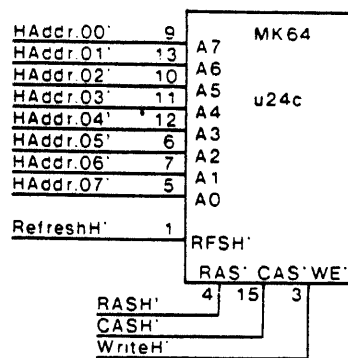 HAddr.00' 9 MK64
HAddr.01' 13 A7
HAddr.02' 10 A6
HAddr.03' 11 A5 u24c
HAddr.04' 12 A4
HAddr.05' 6 A3
HAddr.06' 7 A2
HAddr.07' 5 A1
A0
RefreshH' 1
RFSH'
RAS' CAS' WE'
4 15 3
RASH'
CASH'
WriteH'